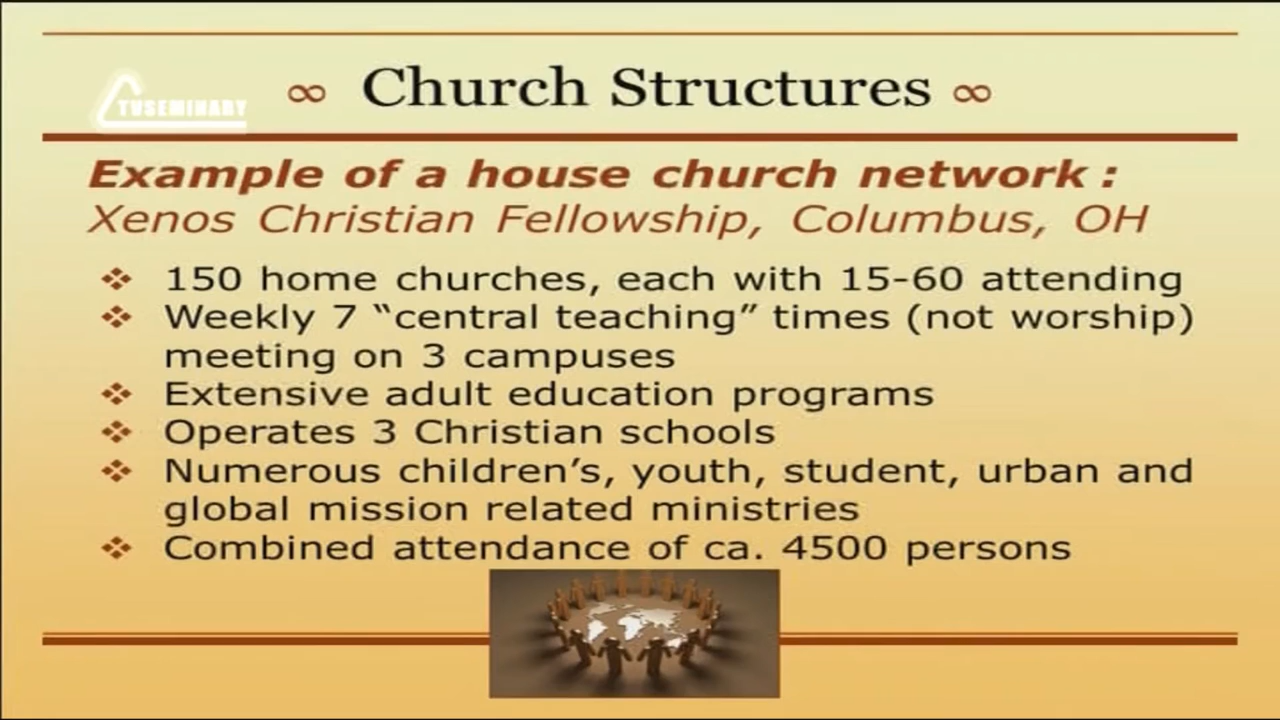 TUSEMINARY
∞ Church Structures ∞
Example of a house church network :
Xenos Christian Fellowship, Columbus, OH
❖ 150 home churches, each with 15-60 attending
❖ Weekly 7 “central teaching” times (not worship)
meeting on 3 campuses
❖ Extensive adult education programs
❖ Operates 3 Christian schools
❖ Numerous children’s, youth, student, urban and
global mission related ministries
❖ Combined attendance of ca. 4500 persons